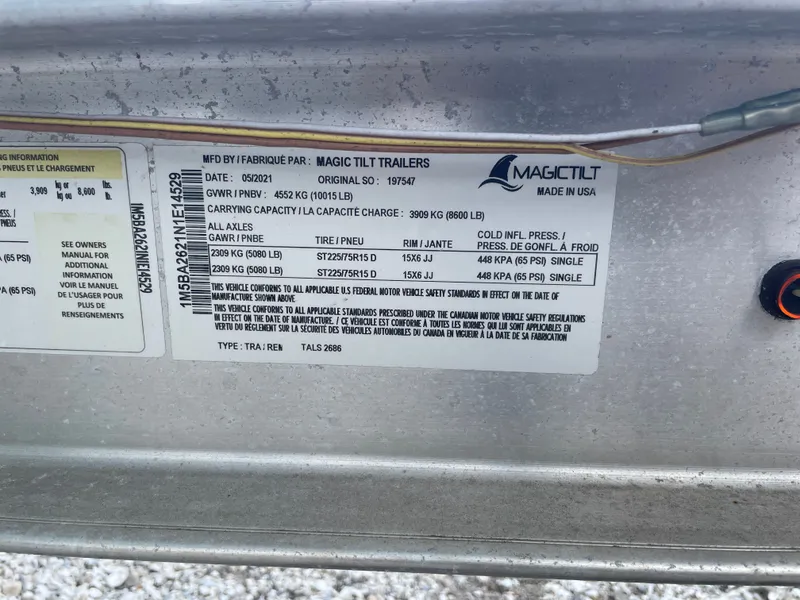 NG INFORMATION
PNEUS ET LE CHARGEMENT
3,909 kg or kg ou 8,600 lbs. lb.
SEE OWNERS
MANUAL FOR
ADDITIONAL
INFORMATION
VOIR LE MANUEL
DE L'USAGER POUR
PLUS DE
RENSEIGNEMENTS
(65 PSI)
PA (65 PSI)
1M5BA2621N1E14529
1M5BA2621N1E14529
MFD BY / FABRIQUÉ PAR : MAGIC TILT TRAILERS
DATE : 05/2021 ORIGINAL SO : 197547
GVWR / PNBV : 4552 KG (10015 LB)
CARRYING CAPACITY / LA CAPACITÉ CHARGE : 3909 KG (8600 LB)
MAGICTILT
MADE IN USA
ALL AXLES
GAWR / PNBE TIRE / PNEU RIM / JANTE COLD INFL. PRESS. / PRESS. DE GONFL. À FROID
2309 KG (5080 LB) ST225/75R15 D 15X6 JJ 448 KPA (65 PSI) SINGLE
2309 KG (5080 LB) ST225/75R15 D 15X6 JJ 448 KPA (65 PSI) SINGLE
THIS VEHICLE CONFORMS TO ALL APPLICABLE U.S FEDERAL MOTOR VEHICLE SAFETY STANDARDS IN EFFECT ON THE DATE OF
MANUFACTURE SHOWN ABOVE
THIS VEHICLE CONFORMS TO ALL APPLICABLE STANDARDS PRESCRIBED UNDER THE CANADIAN MOTOR VEHICLE SAFETY REGULATIONS
IN EFFECT ON THE DATE OF MANUFACTURE. / CE VÉHICULE EST CONFORME À TOUTES LES NORMES QUI LUI SONT APPLICABLES EN
VERTU DU RÈGLEMENT SUR LA SÉCURITÉ DES VÉHICULES AUTOMOBILES DU CANADA EN VIGUEUR À LA DATE DE SA FABRICATION
TYPE : TRA / REM TALS 2686